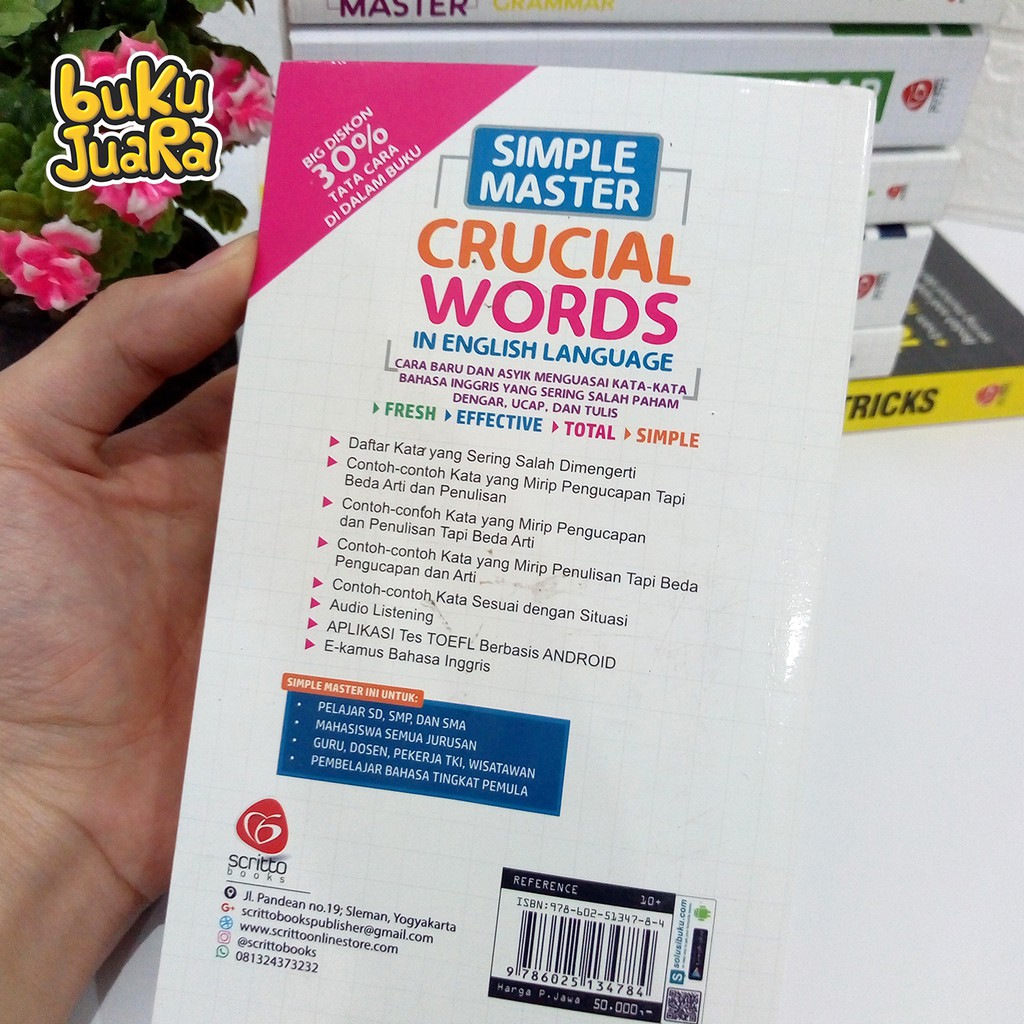 MASTER GRAMMAR
buku
Juara
BIG DISKON
30%
TATA CARA
DI DALAM BUKU
SIMPLE
MASTER
CRUCIAL
WORDS
IN ENGLISH LANGUAGE
CARA BARU DAN ASYIK MENGUASAI KATA-KATA
BAHASA INGGRIS YANG SERING SALAH PAHAM
DENGAR, UCAP, DAN TULIS
FRESH EFFECTIVE TOTAL SIMPLE
Daftar Kata yang Sering Salah Dimengerti
Contoh-contoh Kata yang Mirip Pengucapan Tapi
Beda Arti dan Penulisan
Contoh-contoh Kata yang Mirip Pengucapan
dan Penulisan Tapi Beda Arti
Contoh-contoh Kata yang Mirip Penulisan Tapi Beda
Pengucapan dan Arti
Contoh-contoh Kata Sesuai dengan Situasi
Audio Listening
APLIKASI Tes TOEFL Berbasis ANDROID
E-kamus Bahasa Inggris
SIMPLE MASTER INI UNTUK:
• PELAJAR SD, SMP, DAN SMA
• MAHASISWA SEMUA JURUSAN
• GURU, DOSEN, PEKERJA TKI, WISATAWAN
• PEMBELAJAR BAHASA TINGKAT PEMULA
scritto
books
Jl. Pandean no.19; Sleman, Yogyakarta
scrittobookspublisher@gmail.com
www.scrittoonlinestore.com
@scrittobooks
081324373232
REFERENCE 10+
ISBN:978-602-51347-8-4
9 786025 134784
Harga P.Jawa 50.000,-
solusibuku.com
TRICKS